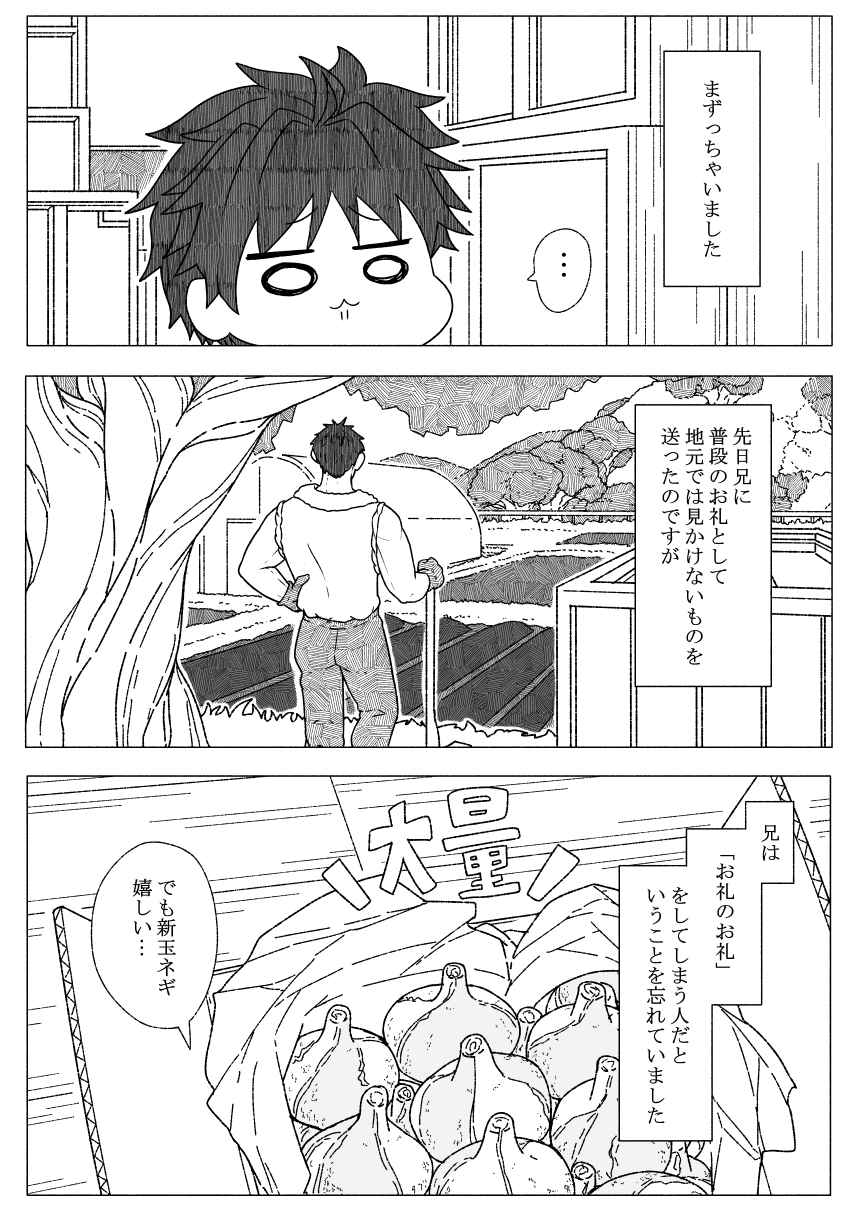 まずっちゃいました
…
先日兄に
普段のお礼として
地元では見かけないものを
送ったのですが
兄は
「お礼のお礼」
をしてしまう人だと
いうことを忘れていました
大量
でも新玉ネギ
嬉しい…